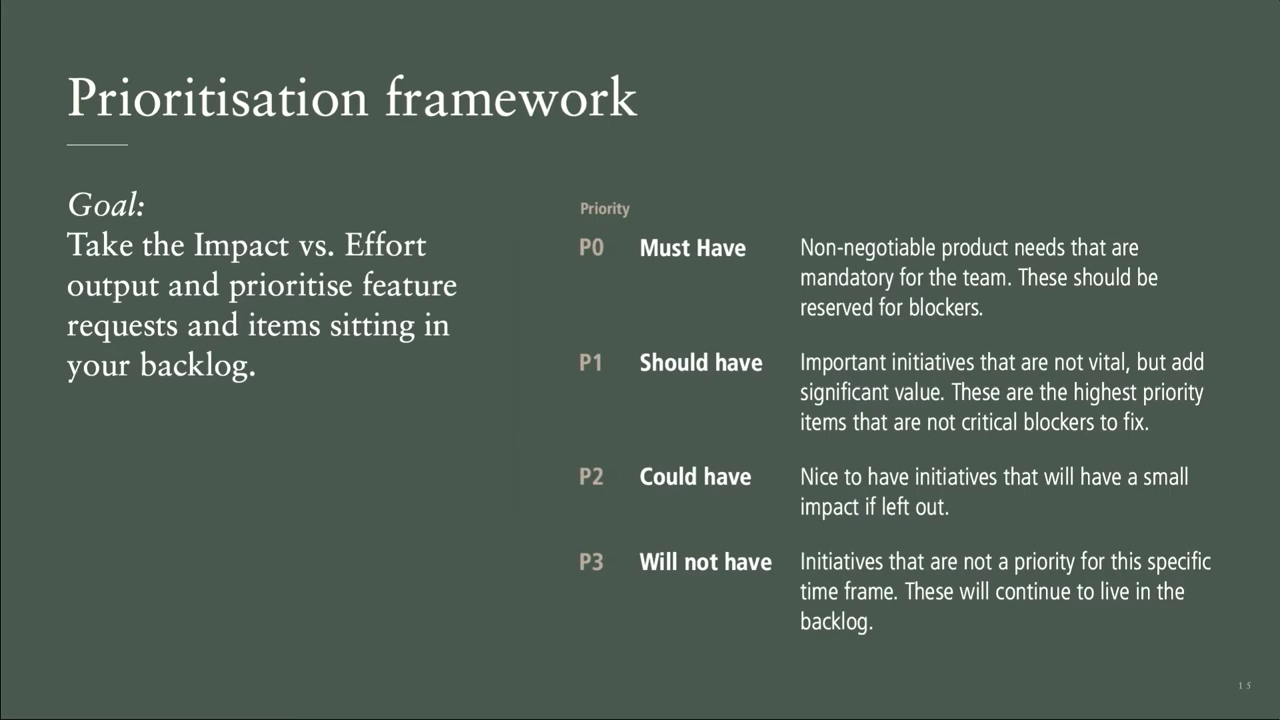 Prioritisation framework
Goal:
Take the Impact vs. Effort
output and prioritise feature
requests and items sitting in
your backlog.
Priority
P0 Must Have Non-negotiable product needs that are
mandatory for the team. These should be
reserved for blockers.
P1 Should have Important initiatives that are not vital, but add
significant value. These are the highest priority
items that are not critical blockers to fix.
P2 Could have Nice to have initiatives that will have a small
impact if left out.
P3 Will not have Initiatives that are not a priority for this specific
time frame. These will continue to live in the
backlog.
15